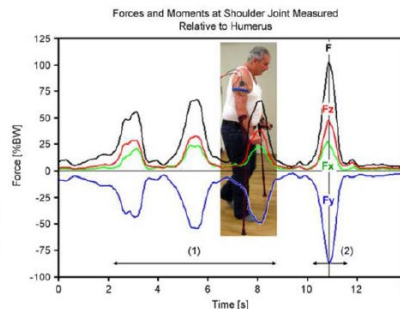 Forces and Moments at Shoulder Joint Measured
Relative to Humerus
Force [%BW]
125
100
75
50
25
0
-25
-50
-75
-100
F
Fz
Fx
Fy
(1)
(2)
0
2
4
6
8
10
12
Time [s]